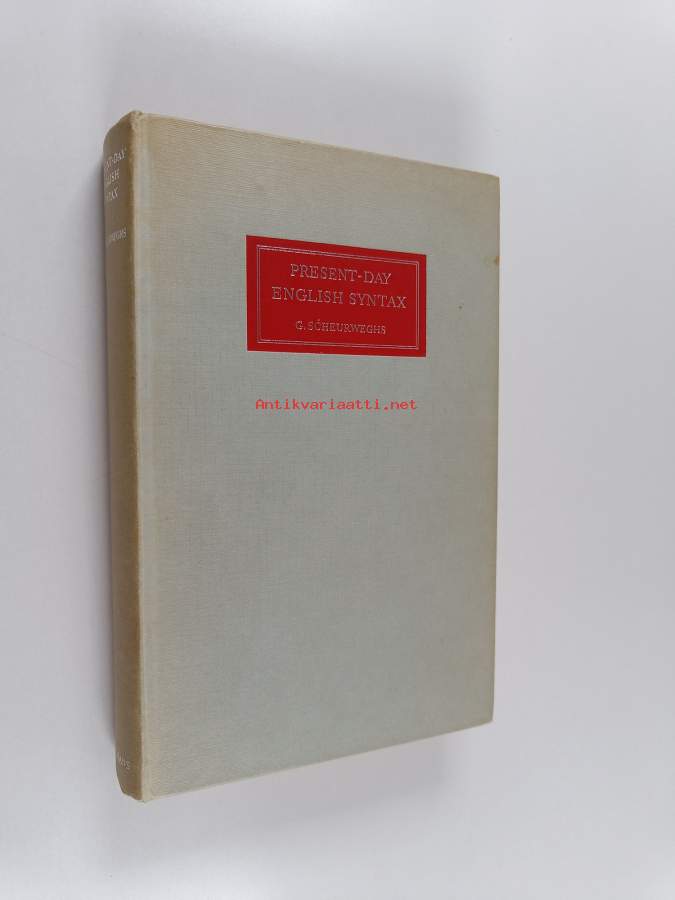 PRESENT-DAY
ENGLISH SYNTAX
G. SCHEURWEGHS
Antikvariaatti.net